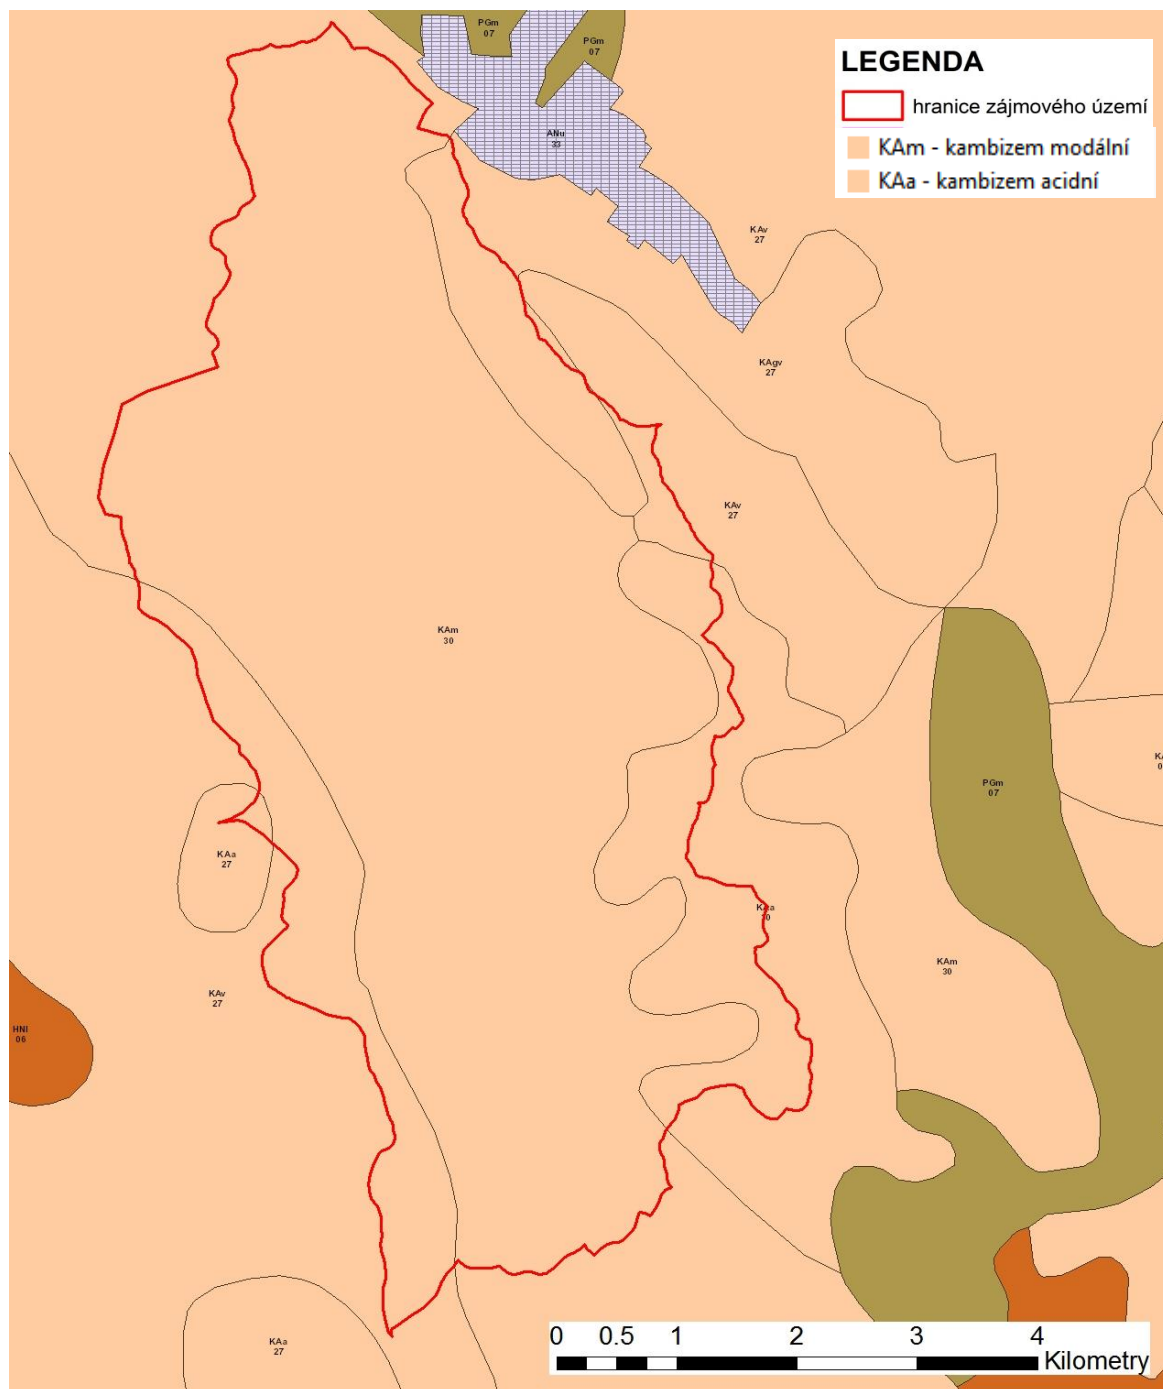 PGm
07
PGm
07
LEGENDA
hranice zájmového území
KAm - kambizem modální
KAa - kambizem acidní
ANu
33
KAv
27
KAgv
27
KAv
27
KAm
30
PGm
07
KAa
27
KAm
30
KAv
27
HNl
06
KAa
27
0 0.5 1 2 3 4
Kilometry